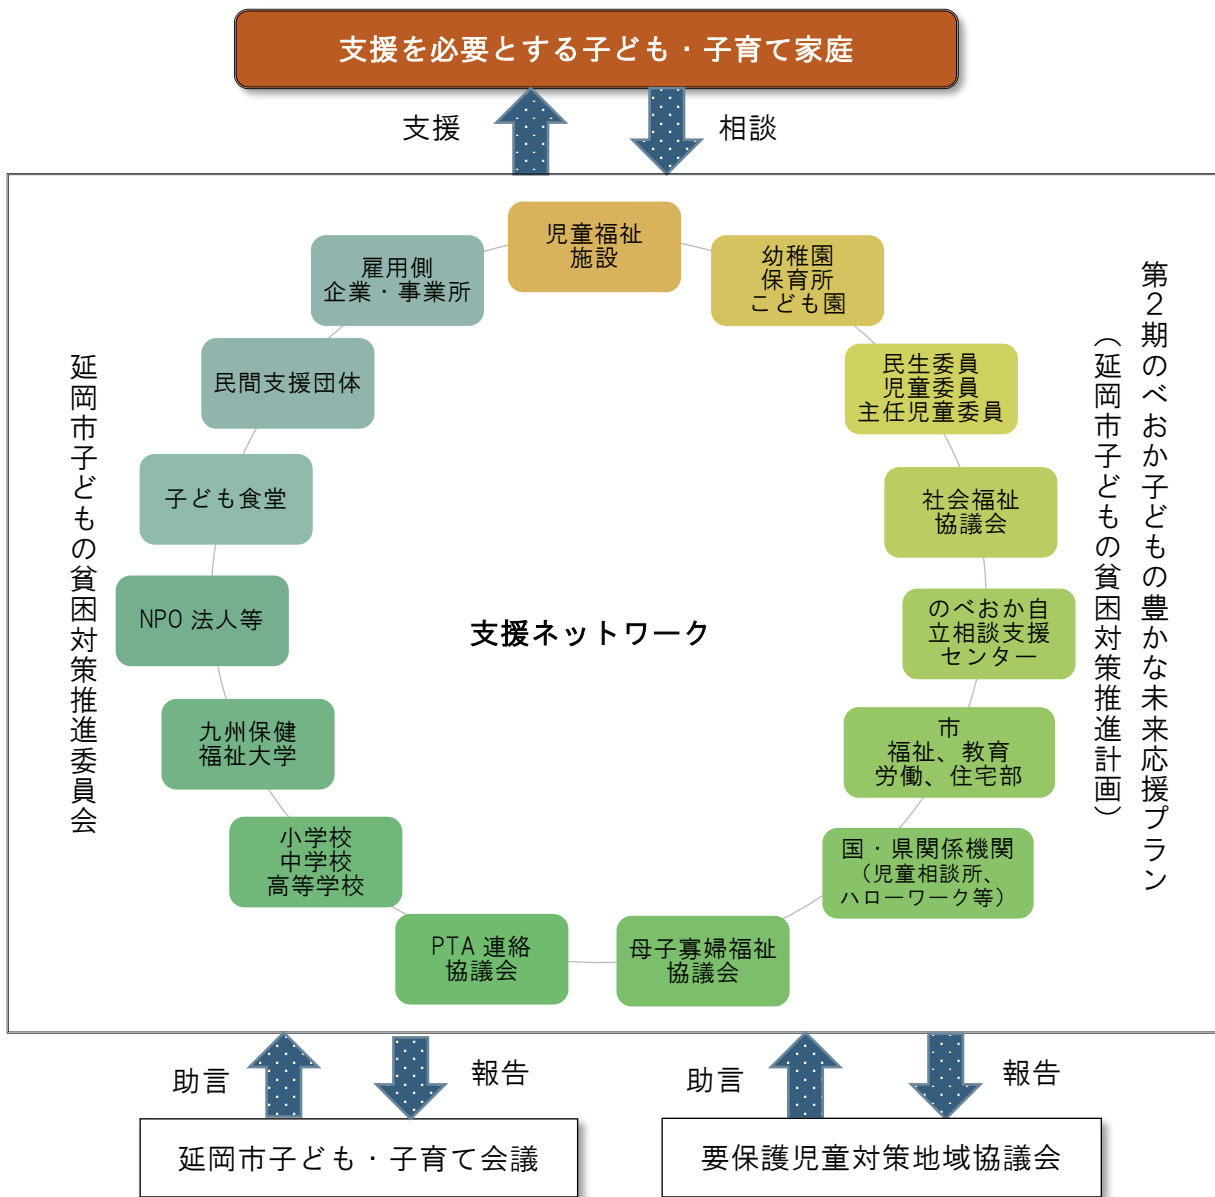 支援を必要とする子ども・子育て家庭
支援
相談
児童福祉
施設
幼稚園
保育所
こども園
民生委員
児童委員
主任児童委員
社会福祉
協議会
のべおか自
立相談支援
センター
市
福祉、教育
労働、住宅部
国・県関係機関
（児童相談所、
ハローワーク等）
母子寡婦福祉
協議会
PTA 連絡
協議会
小学校
中学校
高等学校
九州保健
福祉大学
NPO 法人等
子ども食堂
民間支援団体
雇用側
企業・事業所
支援ネットワーク
第２期のべおか子どもの豊かな未来応援プラン
（延岡市子どもの貧困対策推進計画）
延岡市子どもの貧困対策推進委員会
助言
報告
助言
報告
延岡市子ども・子育て会議
要保護児童対策地域協議会